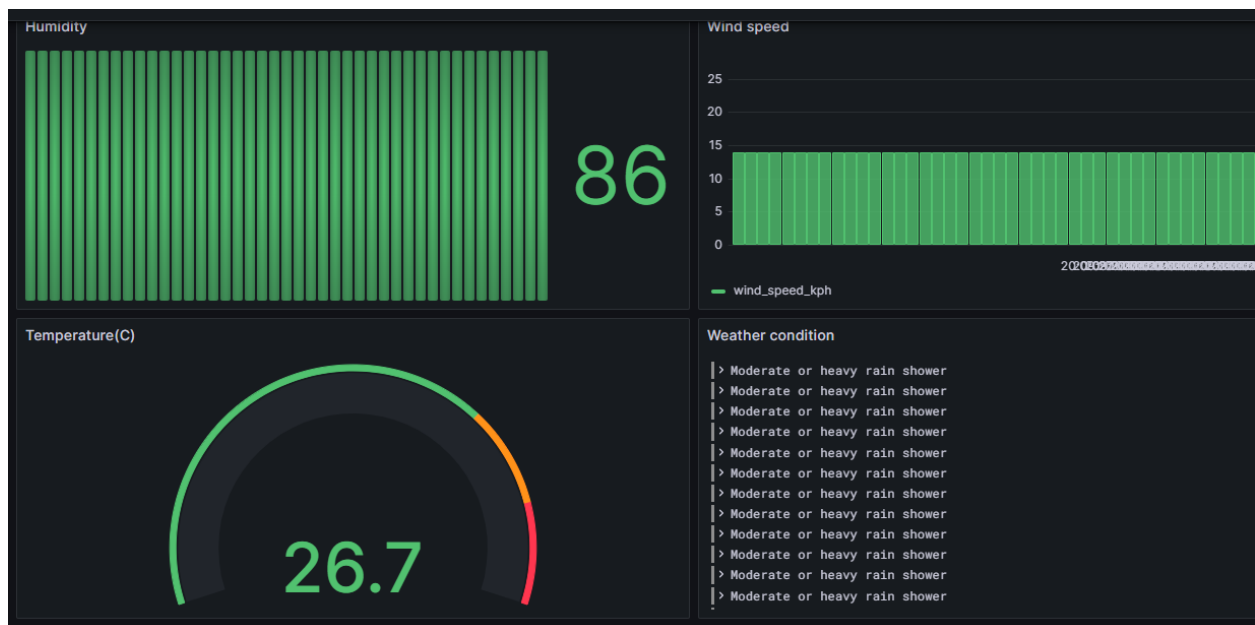 Humidity
86
Wind speed
25
20
15
10
5
0
wind_speed_kph
Temperature(C)
26.7
Weather condition
> Moderate or heavy rain shower
> Moderate or heavy rain shower
> Moderate or heavy rain shower
> Moderate or heavy rain shower
> Moderate or heavy rain shower
> Moderate or heavy rain shower
> Moderate or heavy rain shower
> Moderate or heavy rain shower
> Moderate or heavy rain shower
> Moderate or heavy rain shower
> Moderate or heavy rain shower
> Moderate or heavy rain shower